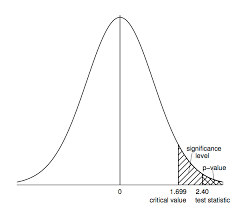 significance
level
p-value
0 1.699 2.40
critical value test statistic